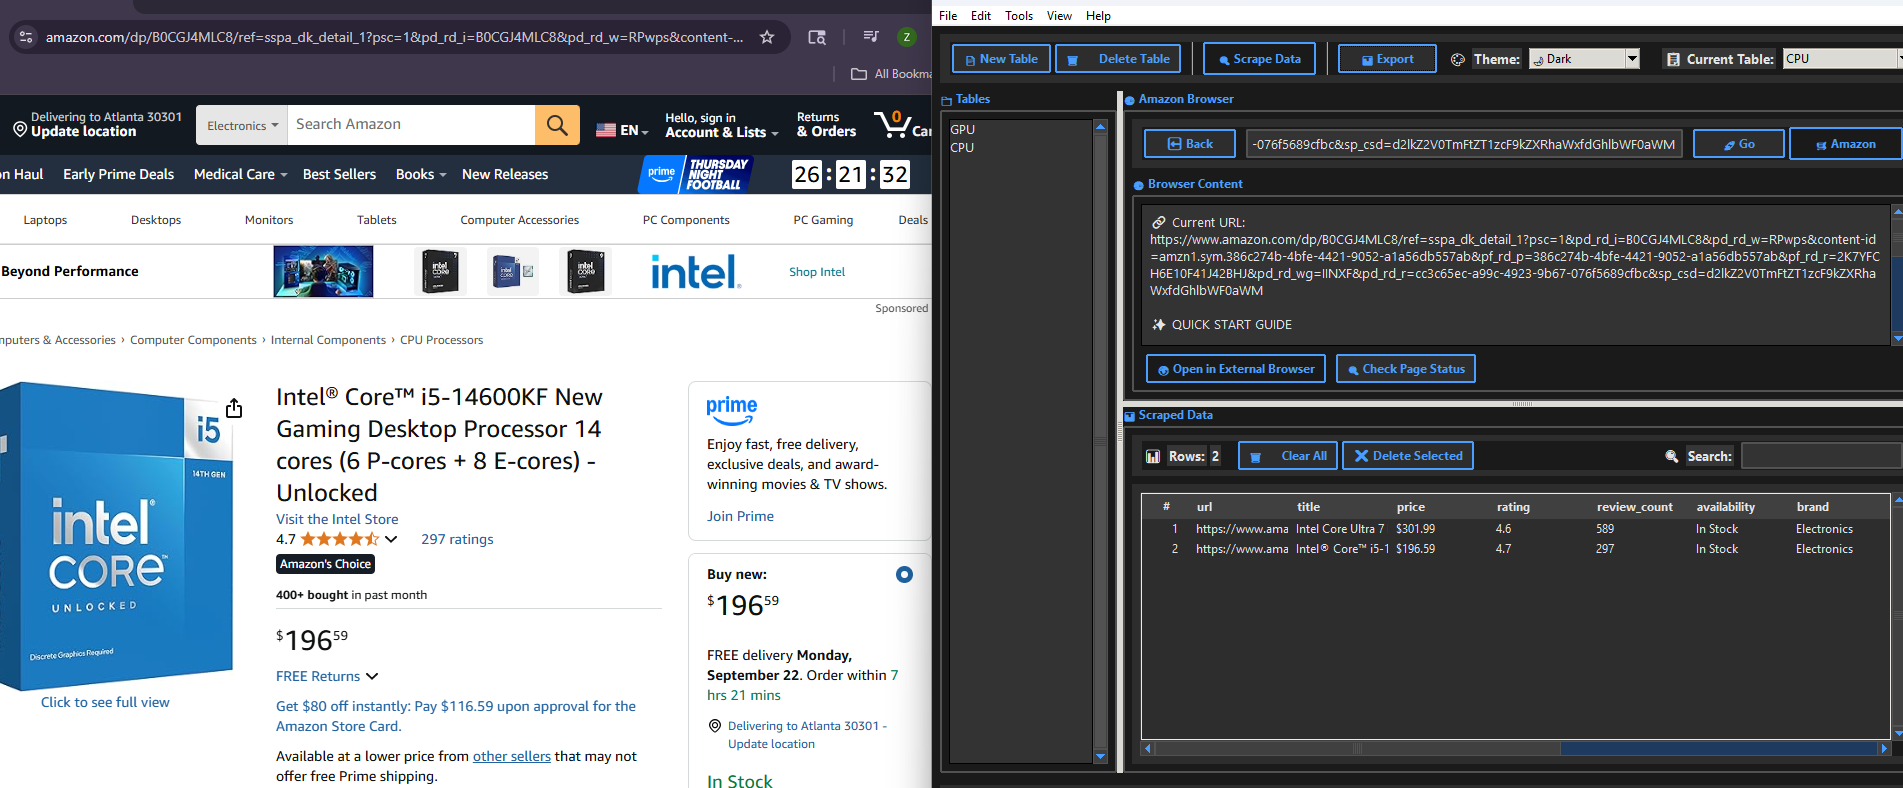 amazon.com/dp/B0CGJ4MLC8/ref=sspa_dk_detail_1?psc=1&pd_rd_i=B0CGJ4MLC8&pd_rd_w=RPwps&content-...
Z
All Bookma
Delivering to Atlanta 30301
Update location
Electronics
Search Amazon
EN
Hello, sign in
Account & Lists
Returns
& Orders
0
Car
on Haul
Early Prime Deals
Medical Care
Best Sellers
Books
New Releases
prime
THURSDAY
NIGHT
FOOTBALL
26 : 21 : 32
Laptops
Desktops
Monitors
Tablets
Computer Accessories
PC Components
PC Gaming
Deals
Beyond Performance
intel.
Shop Intel
Sponsored
mputers & Accessories › Computer Components › Internal Components › CPU Processors
i5
14TH GEN
intel
CORE
UNLOCKED
Discrete Graphics Required
Click to see full view
Intel® Core™ i5-14600KF New
Gaming Desktop Processor 14
cores (6 P-cores + 8 E-cores) -
Unlocked
Visit the Intel Store
4.7
297 ratings
Amazon's Choice
400+ bought in past month
$19659
FREE Returns
Get $80 off instantly: Pay $116.59 upon approval for the
Amazon Store Card.
Available at a lower price from other sellers that may not
offer free Prime shipping.
prime
Enjoy fast, free delivery,
exclusive deals, and award-
winning movies & TV shows.
Join Prime
Buy new:
$19659
FREE delivery Monday,
September 22. Order within 7
hrs 21 mins
Delivering to Atlanta 30301 -
Update location
In Stock
File Edit Tools View Help
New Table
Delete Table
Scrape Data
Export
Theme:
Dark
Current Table:
CPU
Tables
GPU
CPU
Amazon Browser
Back
-076f5689cfbc&sp_csd=d2lkZ2V0TmFtZT1zcF9kZXRhaWxfdGhlbWF0aWM
Go
Amazon
Browser Content
Current URL:
https://www.amazon.com/dp/B0CGJ4MLC8/ref=sspa_dk_detail_1?psc=1&pd_rd_i=B0CGJ4MLC8&pd_rd_w=RPwps&content-id
=amzn1.sym.386c274b-4bfe-4421-9052-a1a56db557ab&pf_rd_p=386c274b-4bfe-4421-9052-a1a56db557ab&pf_rd_r=2K7YFC
H6E10F41J42BHJ&pd_rd_wg=IINXF&pd_rd_r=cc3c65ec-a99c-4923-9b67-076f5689cfbc&sp_csd=d2lkZ2V0TmFtZT1zcF9kZXRha
WxfdGhlbWF0aWM
QUICK START GUIDE
Open in External Browser
Check Page Status
Scraped Data
Rows: 2
Clear All
Delete Selected
Search:
# url title price rating review_count availability brand
1 https://www.ama Intel Core Ultra 7 $301.99 4.6 589 In Stock Electronics
2 https://www.ama Intel® Core™ i5-1 $196.59 4.7 297 In Stock Electronics